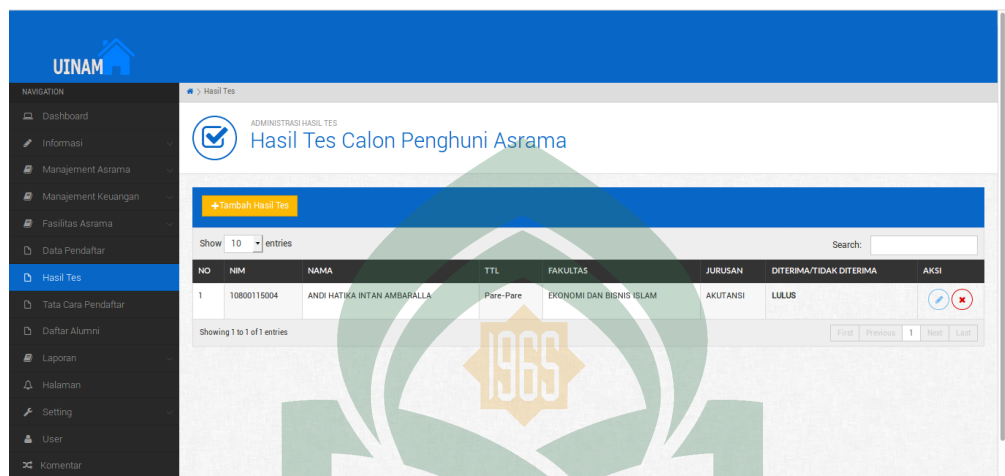 UINAM
NAVIGATION
Dashboard
Informasi
Manajement Asrama
Manajement Keuangan
Fasilitas Asrama
Data Pendaftar
Hasil Tes
Tata Cara Pendaftar
Daftar Alumni
Laporan
Halaman
Setting
User
Komentar
> Hasil Tes
ADMINISTRASI HASIL TES
Hasil Tes Calon Penghuni Asrama
+Tambah Hasil Tes
Show 10 entries
Search:
NO NIM NAMA TTL FAKULTAS JURUSAN DITERIMA/TIDAK DITERIMA AKSI
1 10800115004 ANDI HATIKA INTAN AMBARALLA Pare-Pare EKONOMI DAN BISNIS ISLAM AKUTANSI LULUS
Showing 1 to 1 of 1 entries
First Previous 1 Next Last
1965